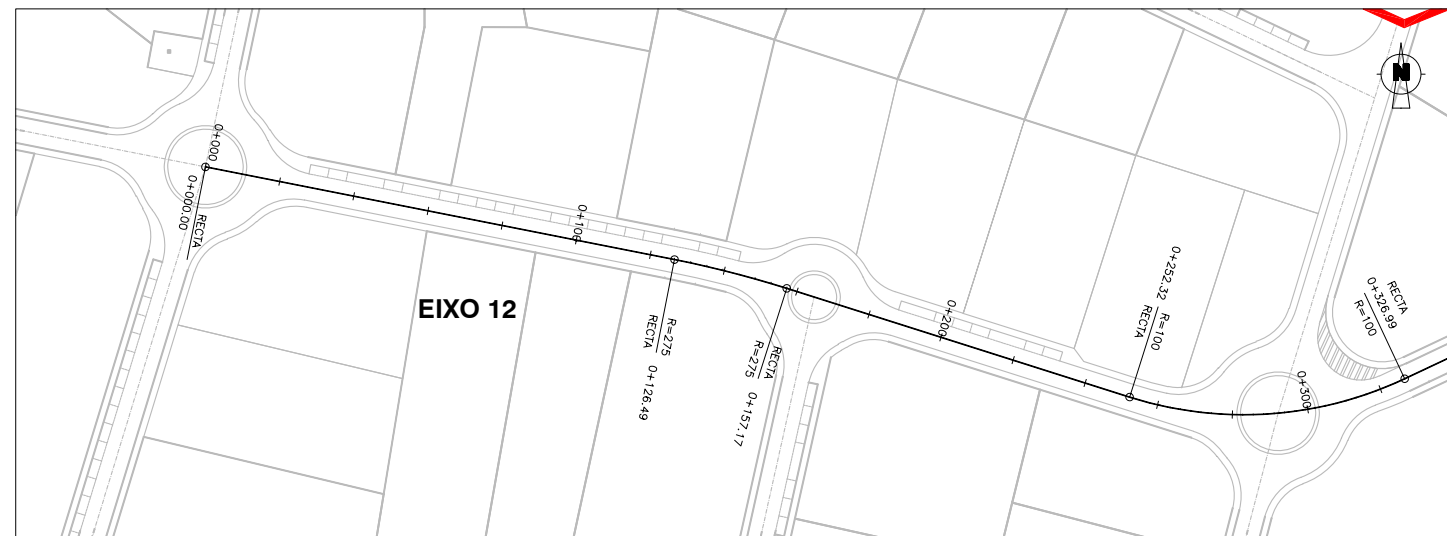 N
0+000
0+000.00
RECTA
0+100
R=275
RECTA 0+126.49
RECTA
R=275 0+157.17
EIXO 12
0+200
0+252.32 R=100
RECTA
0+300
RECTA
0+326.99
R=100